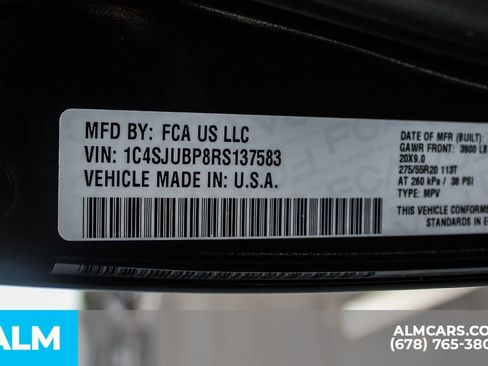 MFD BY: FCA US LLC
VIN: 1C4SJUBP8RS137583
VEHICLE MADE IN: U.S.A.
DATE OF MFR (BUILT):
GAWR FRONT: 3900 LB
20X9.0
275/55R20 113T
AT 260 kPa / 38 PSI
TYPE: MPV
THIS VEHICLE CONFORMS
STANDARDS IN
ALM
ALMCARS.COM
(678) 765-380